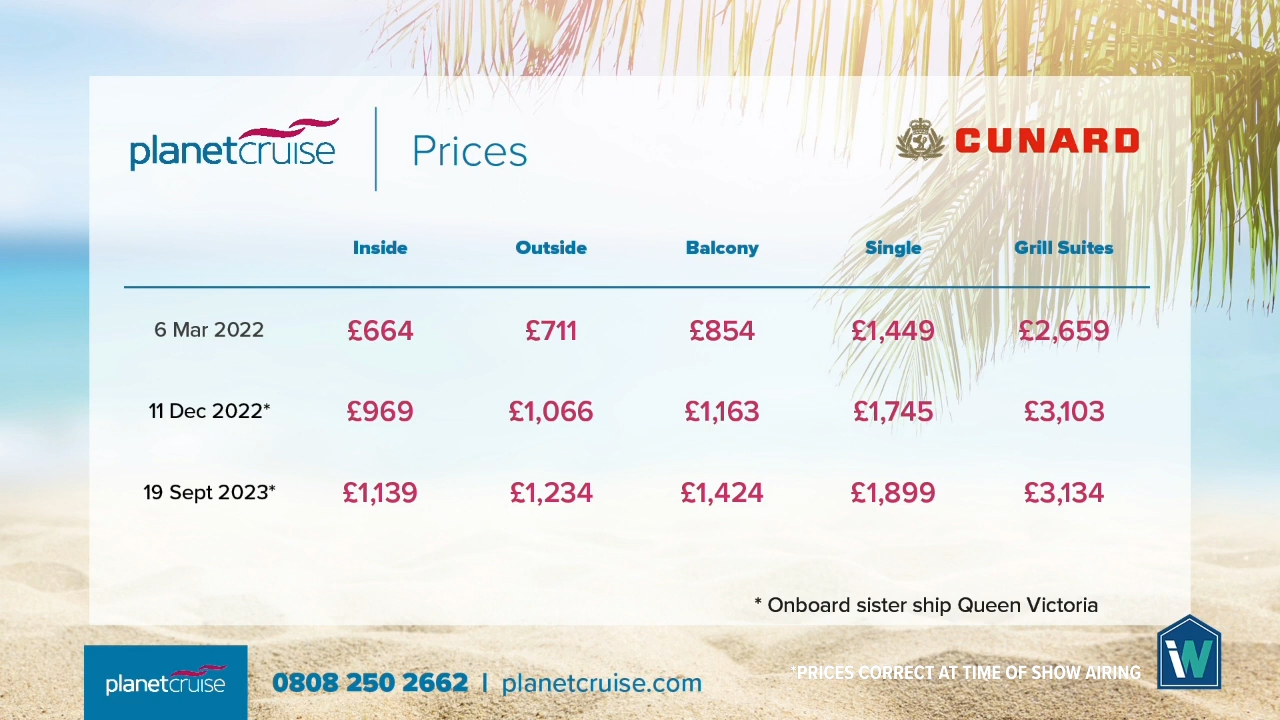 planetcruise
Prices
CUNARD
Inside Outside Balcony Single Grill Suites
6 Mar 2022 £664 £711 £854 £1,449 £2,659
11 Dec 2022* £969 £1,066 £1,163 £1,745 £3,103
19 Sept 2023* £1,139 £1,234 £1,424 £1,899 £3,134
* Onboard sister ship Queen Victoria
planetcruise 0808 250 2662 | planetcruise.com
*PRICES CORRECT AT TIME OF SHOW AIRING
iW